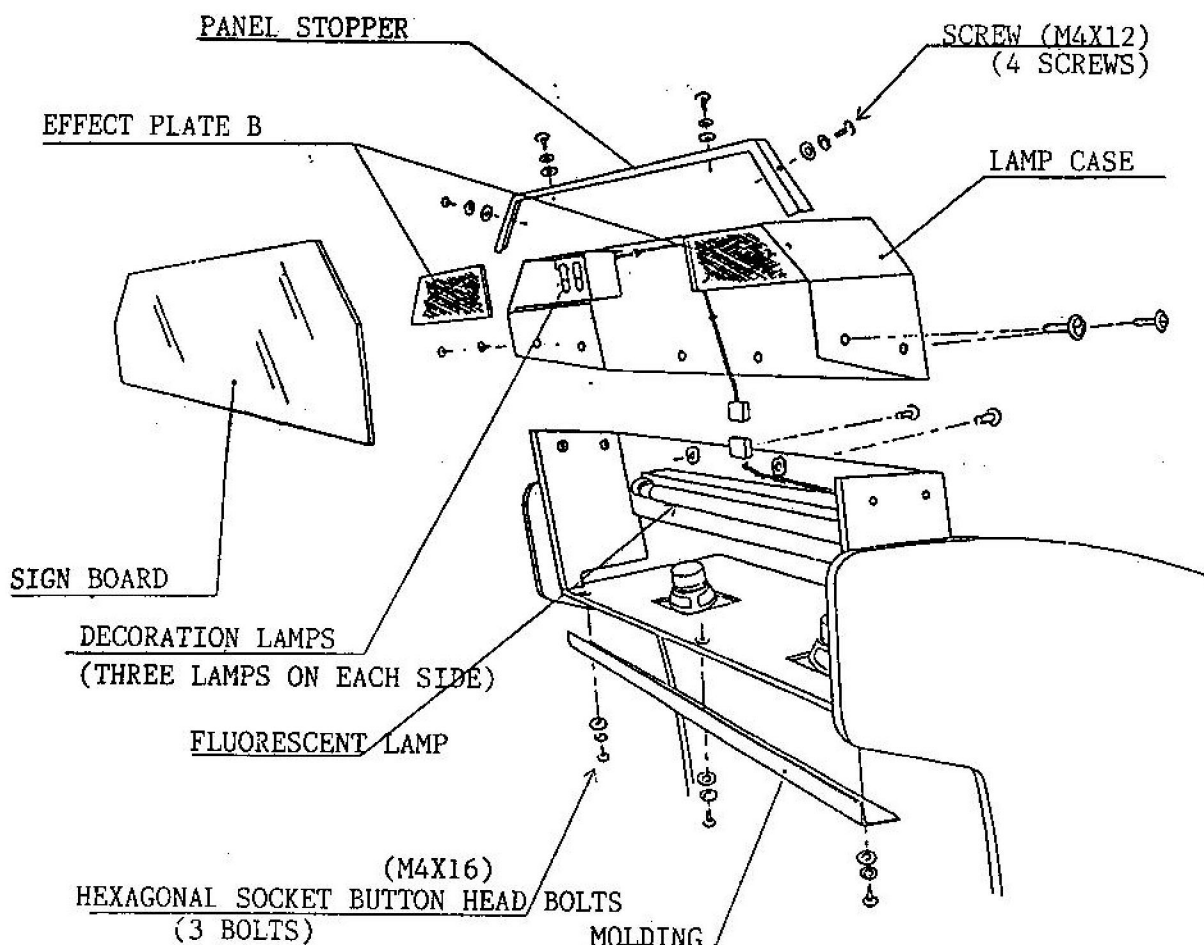 PANEL STOPPER
SCREW (M4X12)
(4 SCREWS)
EFFECT PLATE B
LAMP CASE
SIGN BOARD
DECORATION LAMPS
(THREE LAMPS ON EACH SIDE)
FLUORESCENT LAMP
(M4X16)
HEXAGONAL SOCKET BUTTON HEAD BOLTS
(3 BOLTS)
MOLDING